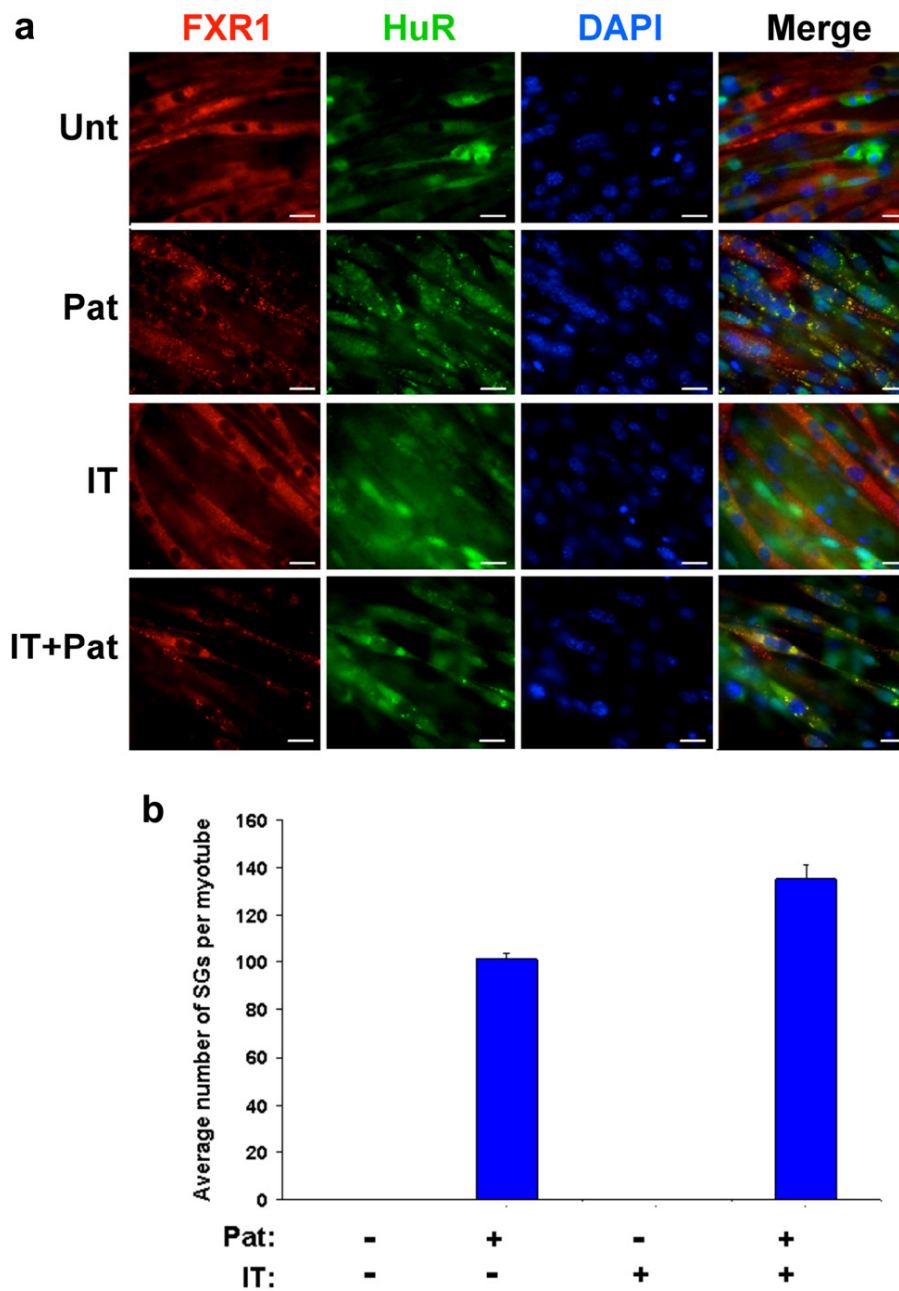 a
FXR1 HuR DAPI Merge
Unt
Pat
IT
IT+Pat
b
Average number of SGs per myotube
160
140
120
100
80
60
40
20
0
Pat: - + - +
IT: - - + +